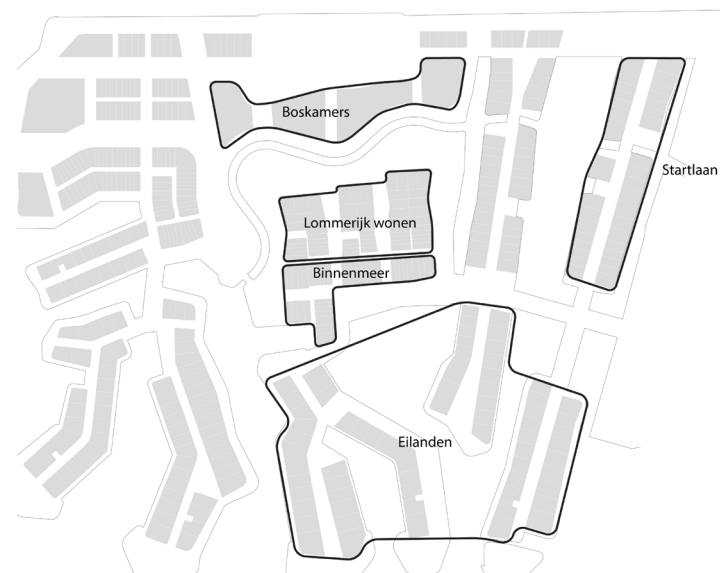 Boskamers
Startlaan
Lommerijk wonen
Binnenmeer
Eilanden